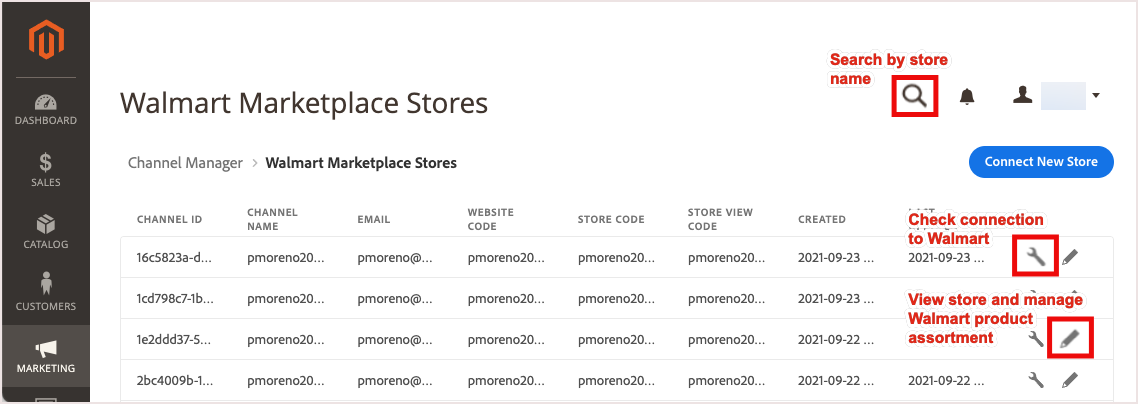 Search by store
name
Walmart Marketplace Stores
DASHBOARD
SALES
CATALOG
CUSTOMERS
MARKETING
Channel Manager > Walmart Marketplace Stores
Connect New Store
CHANNEL ID CHANNEL NAME EMAIL WEBSITE CODE STORE CODE STORE VIEW CODE CREATED LAST
Check connection
to Walmart
16c5823a-d... pmoreno20... pmoreno@... pmoreno20... pmoreno20... pmoreno20... 2021-09-23 ... 2021-09-23 ...
1cd798c7-1b... pmoreno20... pmoreno@... pmoreno20... pmoreno20... pmoreno20... 2021-09-23 ...
View store and manage
Walmart product
assortment
1e2ddd37-5... pmoreno20... pmoreno@... pmoreno20... pmoreno20... pmoreno20... 2021-09-22 ...
2bc4009b-1... pmoreno20... pmoreno@... pmoreno20... pmoreno20... pmoreno20... 2021-09-22 ... 2021-09-22 ...